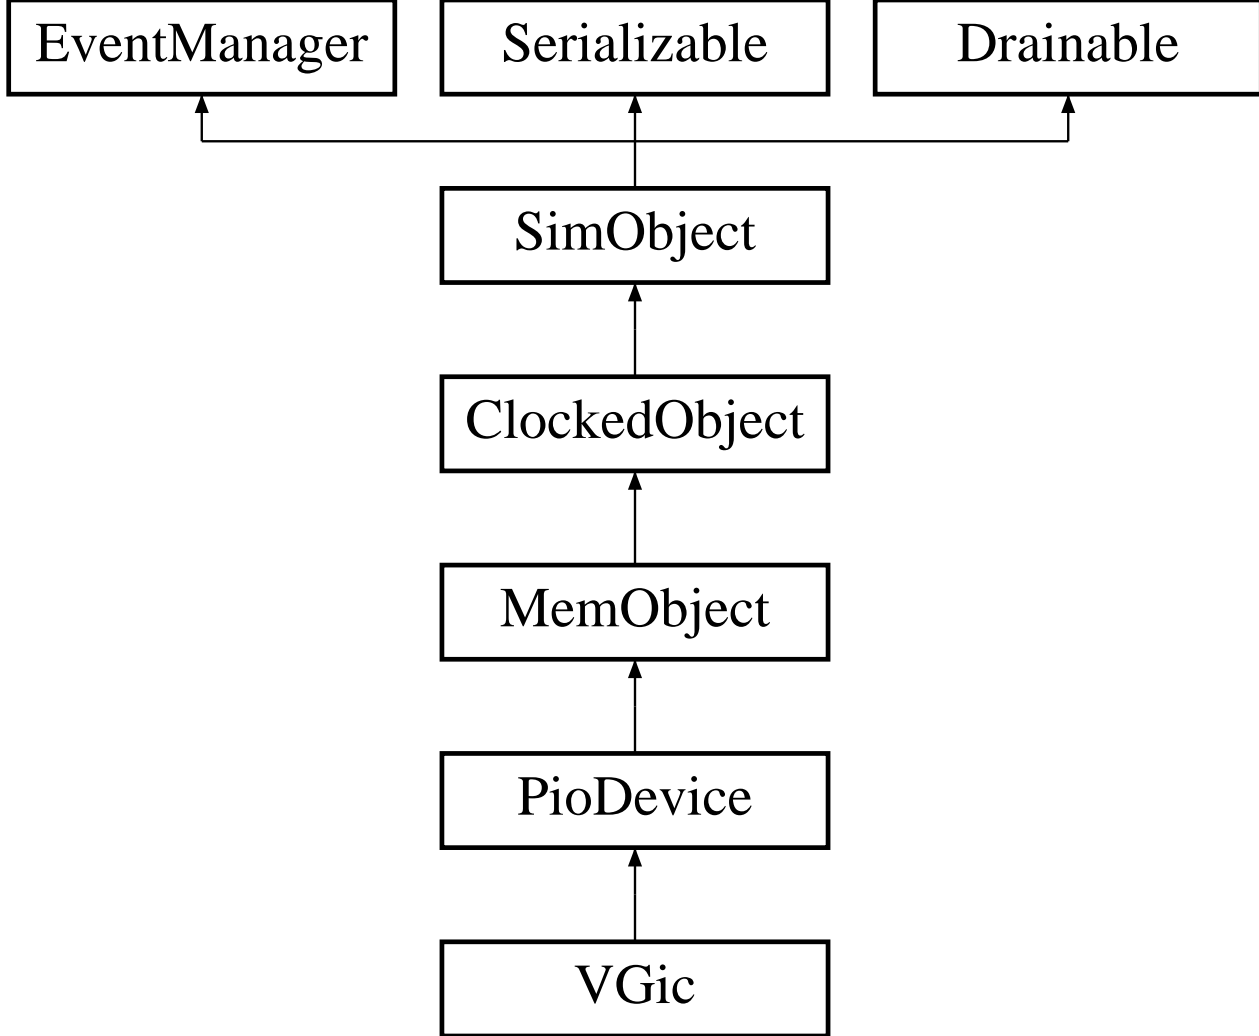 EventManager
Serializable
Drainable
SimObject
ClockedObject
MemObject
PioDevice
VGic